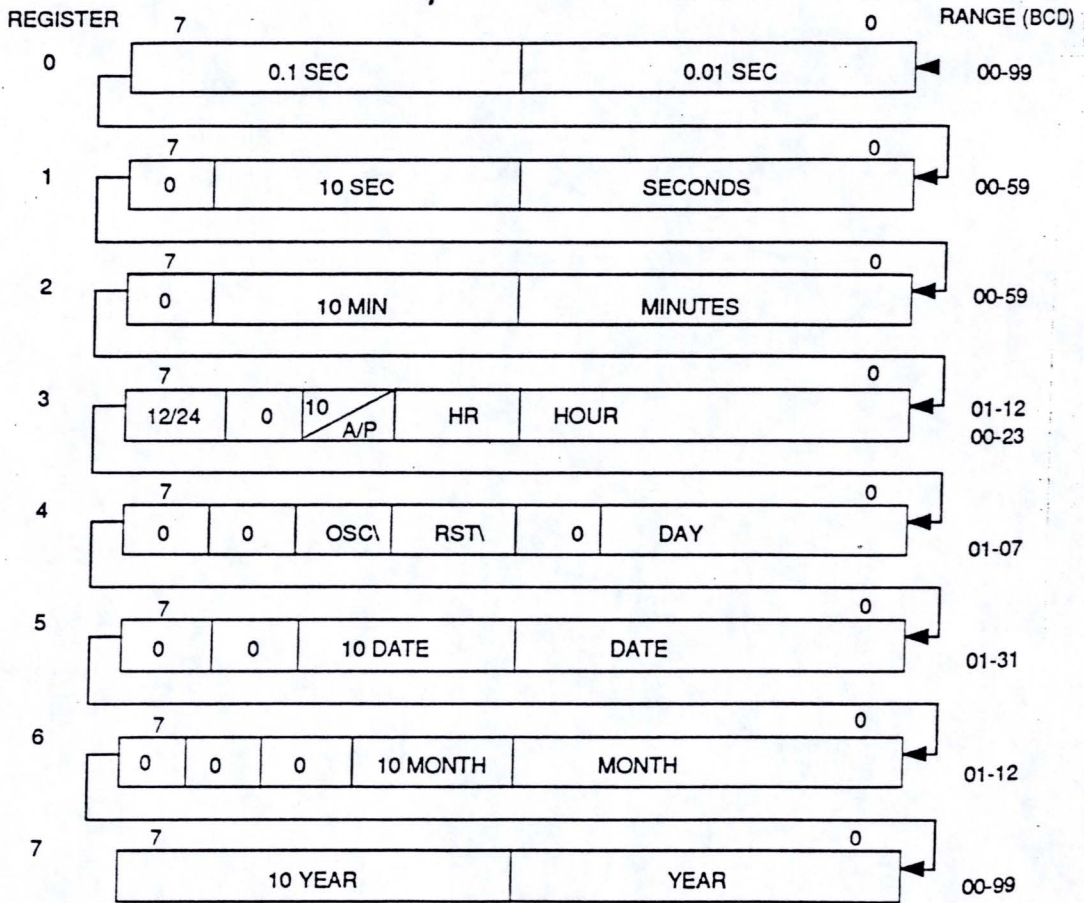 REGISTER 7 0 RANGE (BCD)
0 0.1 SEC 0.01 SEC 00-99
7 0
1 0 10 SEC SECONDS 00-59
7 0
2 0 10 MIN MINUTES 00-59
7 0
3 12/24 0 10 A/P HR HOUR 01-12
00-23
7 0
4 0 0 OSC\ RST\ 0 DAY 01-07
7 0
5 0 0 10 DATE DATE 01-31
7 0
6 0 0 0 10 MONTH MONTH 01-12
7 0
7 10 YEAR YEAR 00-99